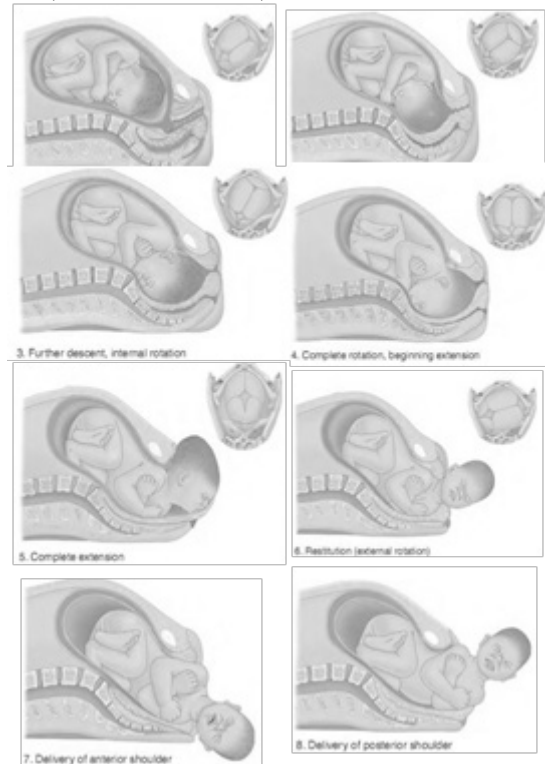 3. Further descent, internal rotation
4. Complete rotation, beginning extension
5. Complete extension
6. Restitution (external rotation)
7. Delivery of anterior shoulder
8. Delivery of posterior shoulder